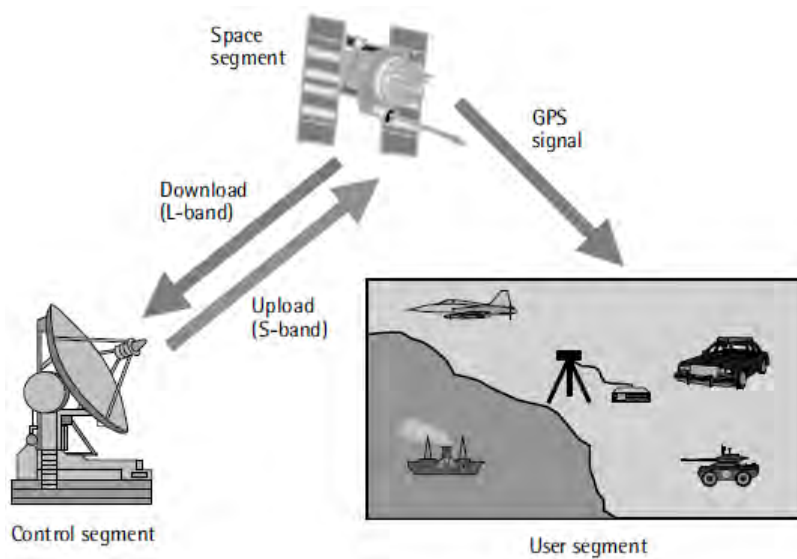 Space
segment
GPS
signal
Download
(L-band)
Upload
(S-band)
Control segment
User segment